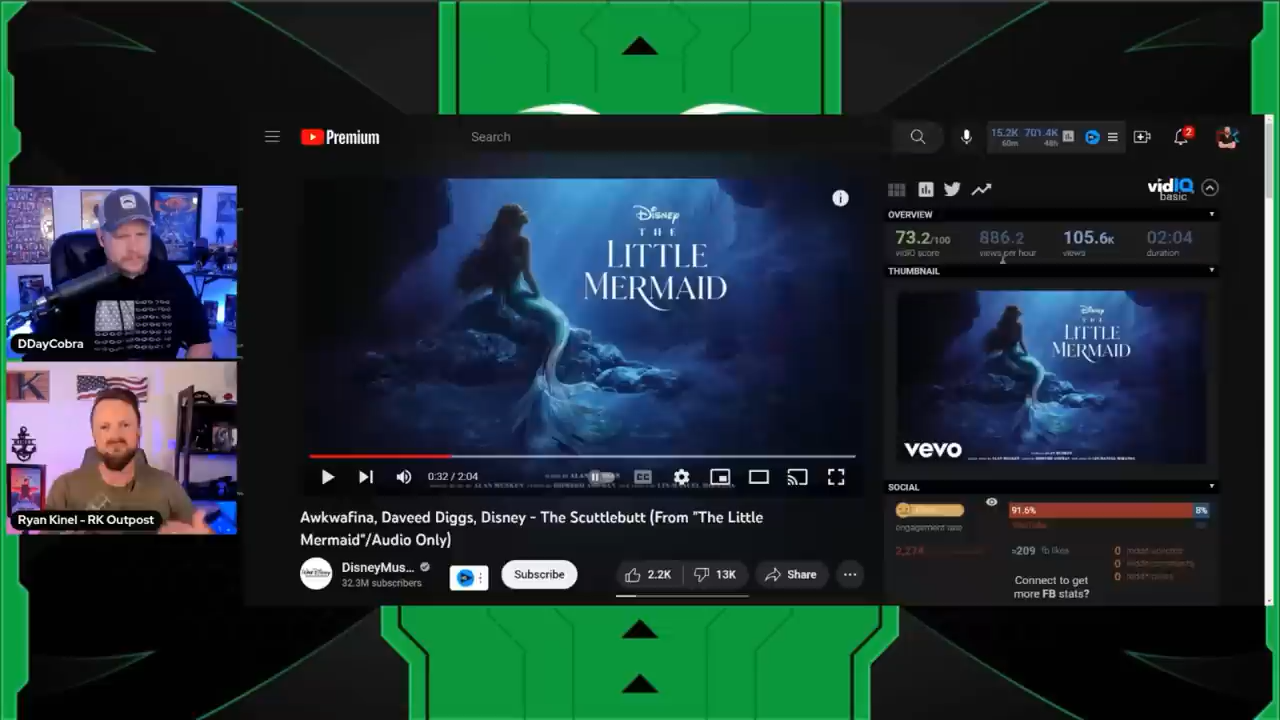 Premium
Search
15.2K 701.4K
60m 48h
2
vidIQ
basic
OVERVIEW
73.2/100 886.2 105.6K 02:04
vidIQ score views per hour views duration
THUMBNAIL
Disney
THE
LITTLE
MERMAID
Disney
THE
LITTLE
MERMAID
vevo
DDayCobra
K
Ryan Kinel - RK Outpost
0:32 / 2:04
CC
SOCIAL
91.6% 8%
engagement rate
2,274 ≈209 fb likes 0
0
0
Connect to get
more FB stats?
Awkwafina, Daveed Diggs, Disney - The Scuttlebutt (From "The Little
Mermaid"/Audio Only)
DisneyMus...
32.3M subscribers
Subscribe
2.2K 13K Share